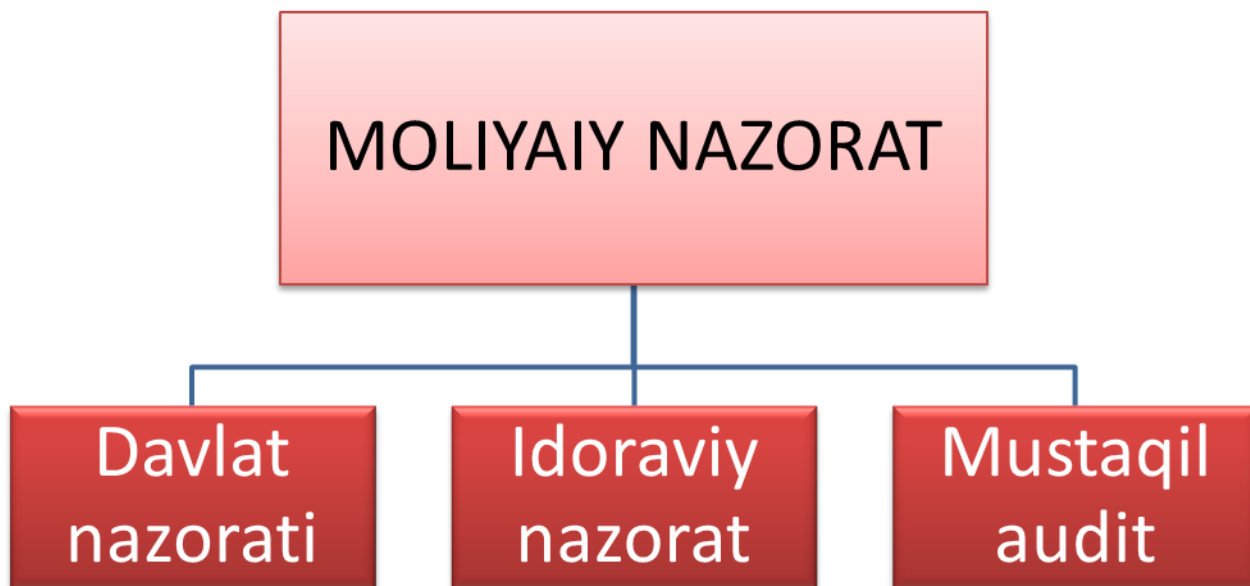 MOLIYAIY NAZORAT
Davlat
nazorati
Idoraviy
nazorat
Mustaqil
audit